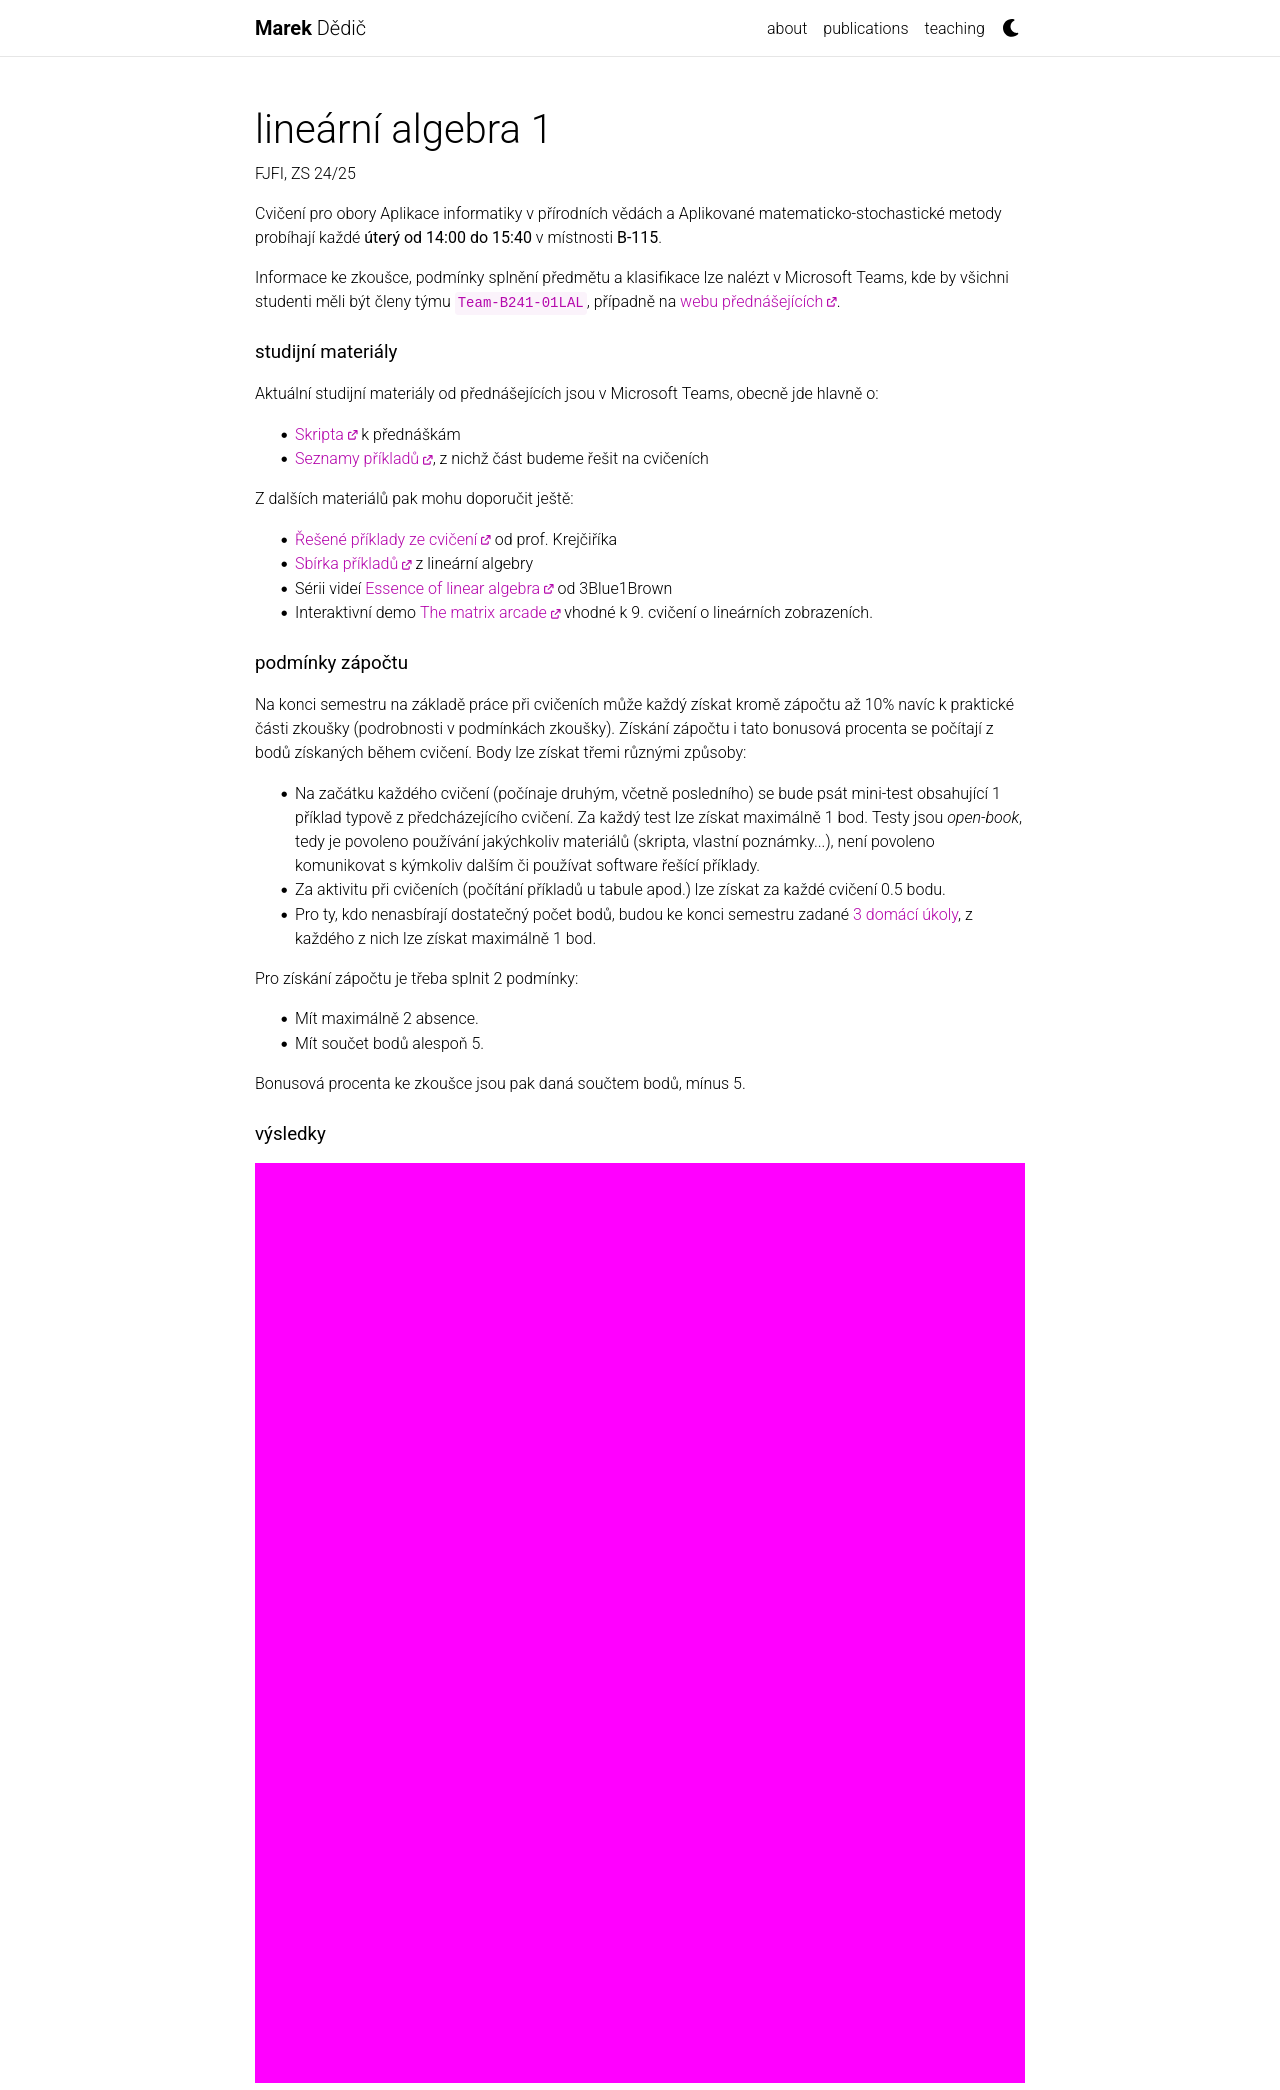 Marek Dědič
about
publications
teaching
lineární algebra 1
FJFI, ZS 24/25
Cvičení pro obory Aplikace informatiky v přírodních vědách a Aplikované matematicko-stochastické metody
probíhají každé úterý od 14:00 do 15:40 v místnosti B-115.
Informace ke zkoušce, podmínky splnění předmětu a klasifikace lze nalézt v Microsoft Teams, kde by všichni
studenti měli být členy týmu Team-B241-01LAL, případně na webu přednášejících.
studijní materiály
Aktuální studijní materiály od přednášejících jsou v Microsoft Teams, obecně jde hlavně o:
• Skripta k přednáškám
• Seznamy příkladů, z nichž část budeme řešit na cvičeních
Z dalších materiálů pak mohu doporučit ještě:
• Řešené příklady ze cvičení od prof. Krejčiříka
• Sbírka příkladů z lineární algebry
• Sérii videí Essence of linear algebra od 3Blue1Brown
• Interaktivní demo The matrix arcade vhodné k 9. cvičení o lineárních zobrazeních.
podmínky zápočtu
Na konci semestru na základě práce při cvičeních může každý získat kromě zápočtu až 10% navíc k praktické
části zkoušky (podrobnosti v podmínkách zkoušky). Získání zápočtu i tato bonusová procenta se počítají z
bodů získaných během cvičení. Body lze získat třemi různými způsoby:
• Na začátku každého cvičení (počínaje druhým, včetně posledního) se bude psát mini-test obsahující 1
příklad typově z předcházejícího cvičení. Za každý test lze získat maximálně 1 bod. Testy jsou open-book,
tedy je povoleno používání jakýchkoliv materiálů (skripta, vlastní poznámky...), není povoleno
komunikovat s kýmkoliv dalším či používat software řešící příklady.
• Za aktivitu při cvičeních (počítání příkladů u tabule apod.) lze získat za každé cvičení 0.5 bodu.
• Pro ty, kdo nenasbírají dostatečný počet bodů, budou ke konci semestru zadané 3 domácí úkoly, z
každého z nich lze získat maximálně 1 bod.
Pro získání zápočtu je třeba splnit 2 podmínky:
• Mít maximálně 2 absence.
• Mít součet bodů alespoň 5.
Bonusová procenta ke zkoušce jsou pak daná součtem bodů, mínus 5.
výsledky